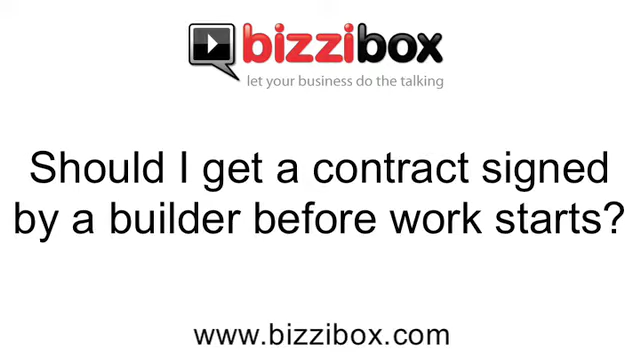 bizzibox
let your business do the talking
Should I get a contract signed
by a builder before work starts?
www.bizzibox.com